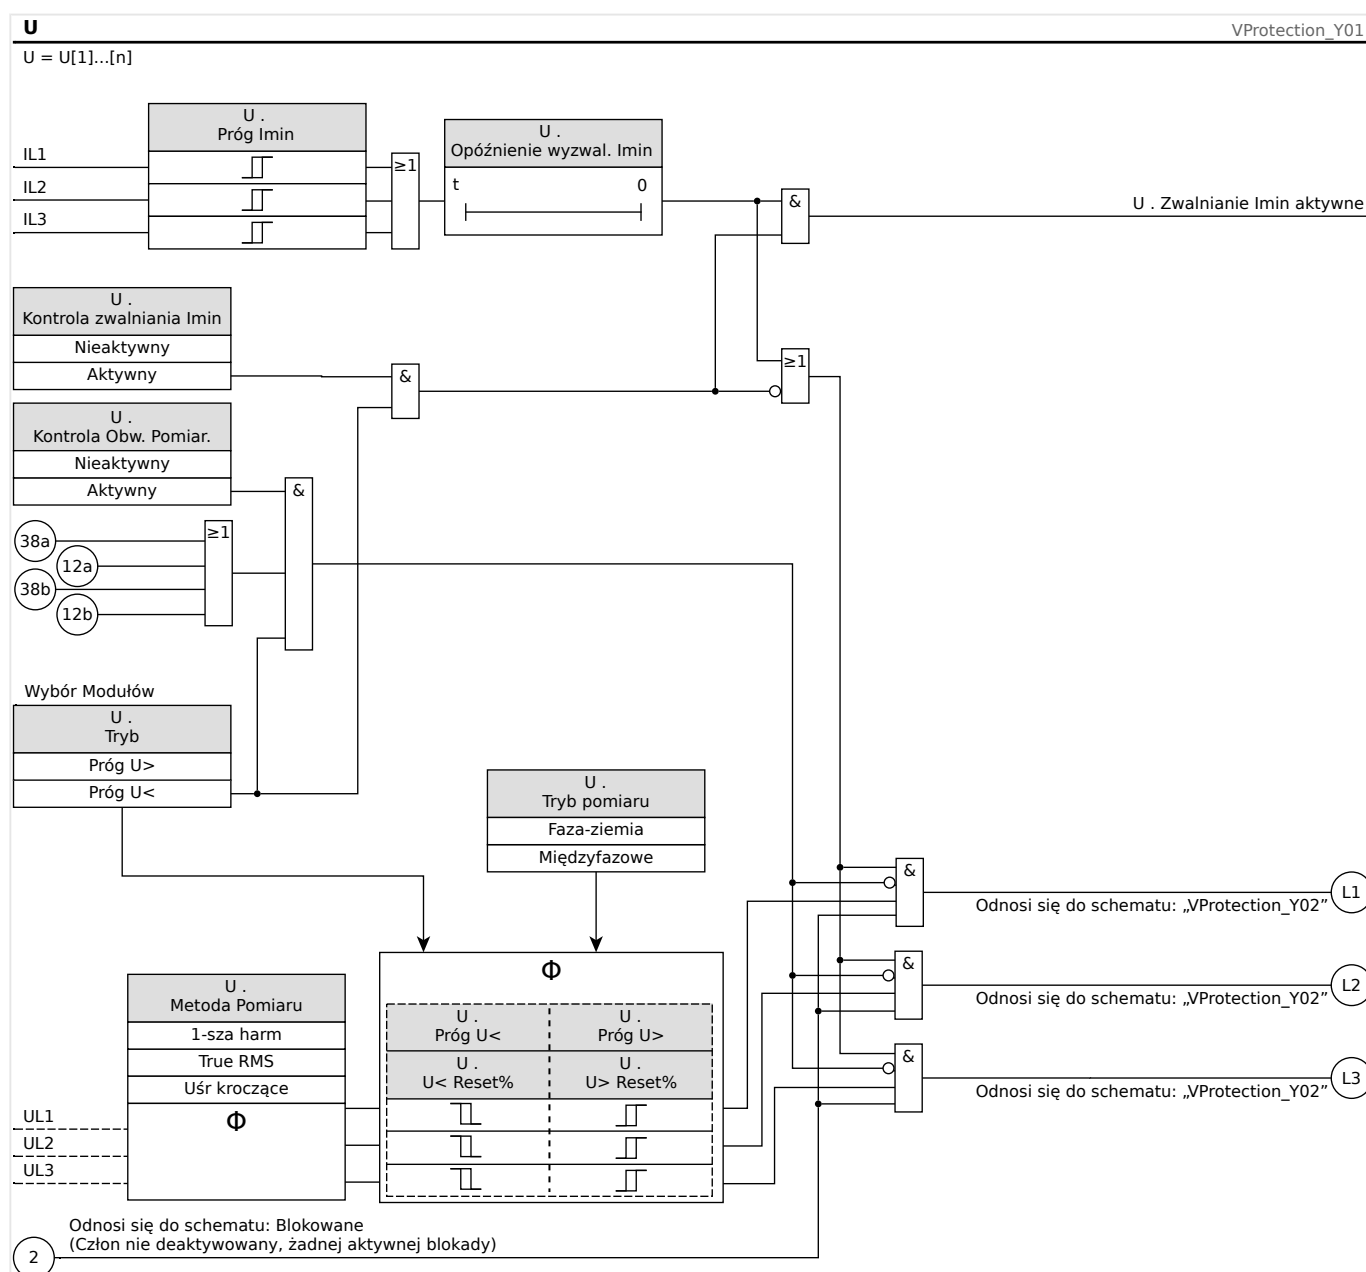 U
VProtection_Y01
U = U[1]...[n]
U .
Próg Imin
IL1
IL2
IL3
≥1
U .
Opóźnienie wyzwal. Imin
t
0
&
U . Zwalnianie Imin aktywne
U .
Kontrola zwalniania Imin
Nieaktywny
Aktywny
&
≥1
U .
Kontrola Obw. Pomiar.
Nieaktywny
Aktywny
&
38a
12a
38b
12b
≥1
Wybór Modułów
U .
Tryb
Próg U>
Próg U<
U .
Tryb pomiaru
Faza-ziemia
Międzyfazowe
&
L1
Odnosi się do schematu: „VProtection_Y02”
&
L2
Odnosi się do schematu: „VProtection_Y02”
&
L3
Odnosi się do schematu: „VProtection_Y02”
Φ
U .
Próg U<
U .
Próg U>
U .
U< Reset%
U .
U> Reset%
U .
Metoda Pomiaru
1-sza harm
True RMS
Uśr kroczące
Φ
UL1
UL2
UL3
Odnosi się do schematu: Blokowane
(Człon nie deaktywowany, żadnej aktywnej blokady)
2